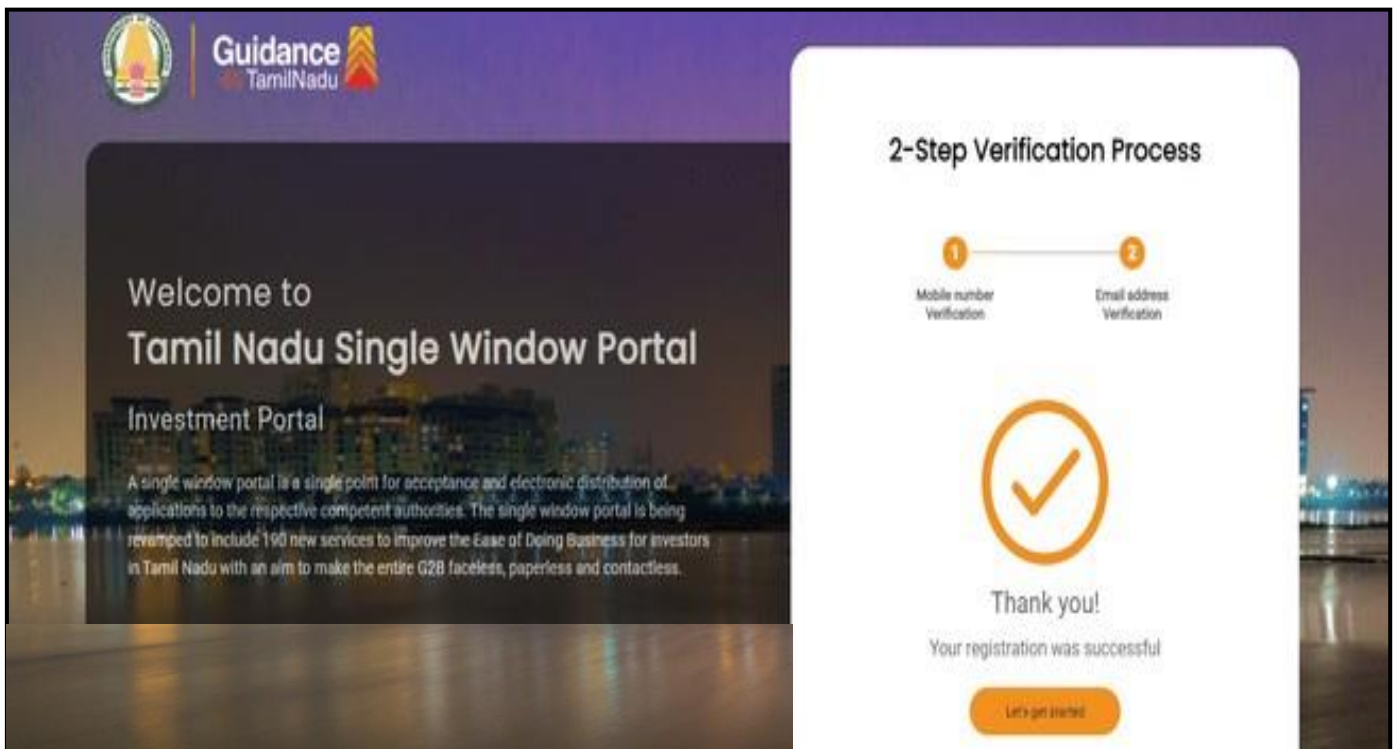 Guidance
TamilNadu
Welcome to
Tamil Nadu Single Window Portal
Investment Portal
A single window portal is a single point for acceptance and electronic distribution of
applications to the respective competent authorities. The single window portal is being
revamped to include 190 new services to improve the Ease of Doing Business for investors
in Tamil Nadu with an aim to make the entire G2B faceless, paperless and contactless.
2-Step Verification Process
1
2
Mobile number
Verification
Email address
Verification
Thank you!
Your registration was successful
Let's get started